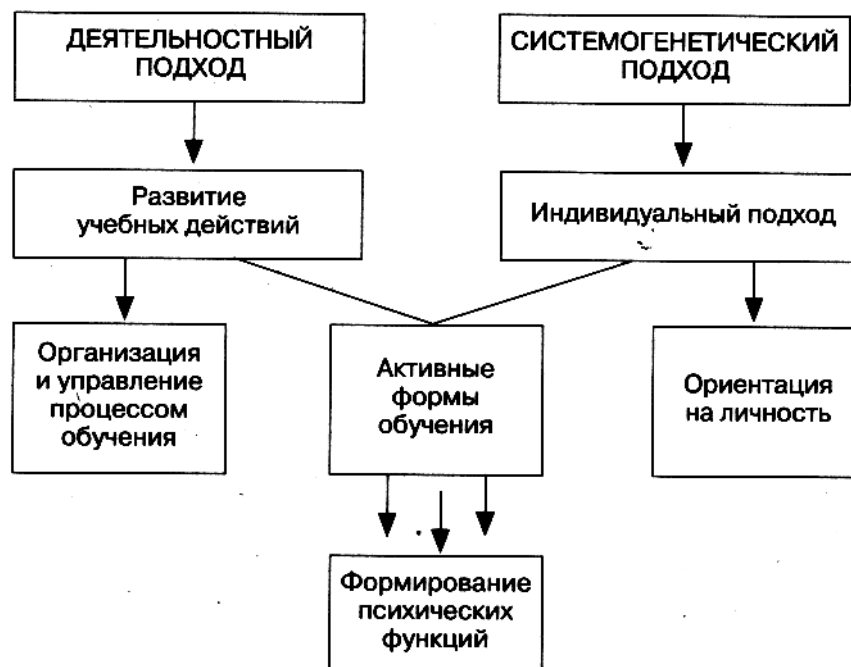 ДЕЯТЕЛЬНОСТНЫЙ
ПОДХОД
СИСТЕМОГЕНЕТИЧЕСКИЙ
ПОДХОД
Развитие
учебных действий
Индивидуальный подход
Организация
и управление
процессом
обучения
Активные
формы
обучения
Ориентация
на личность
Формирование
психических
функций